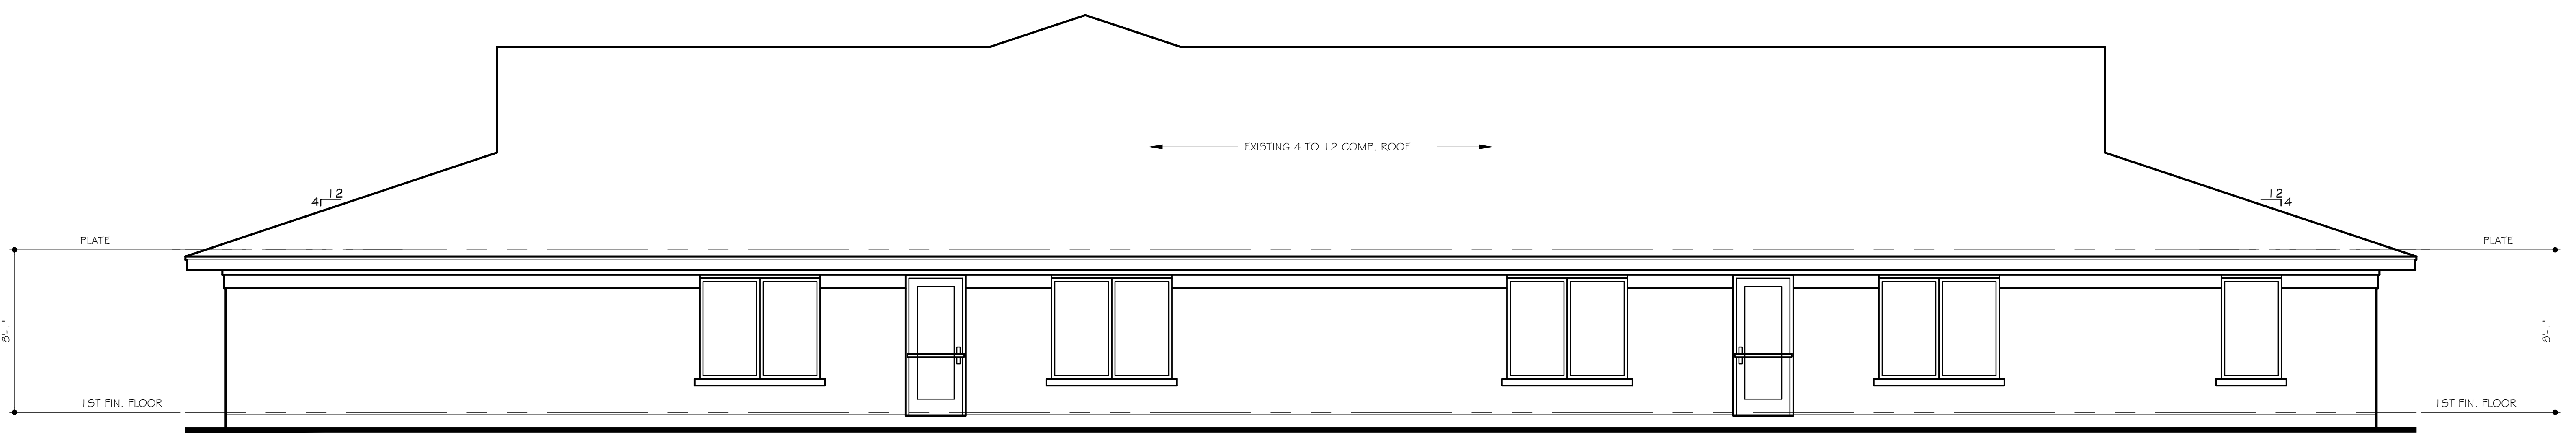 EXISTING 4 TO 12 COMP. ROOF
12
4
12
4
PLATE
PLATE
8'-1"
8'-1"
1ST FIN. FLOOR
1ST FIN. FLOOR